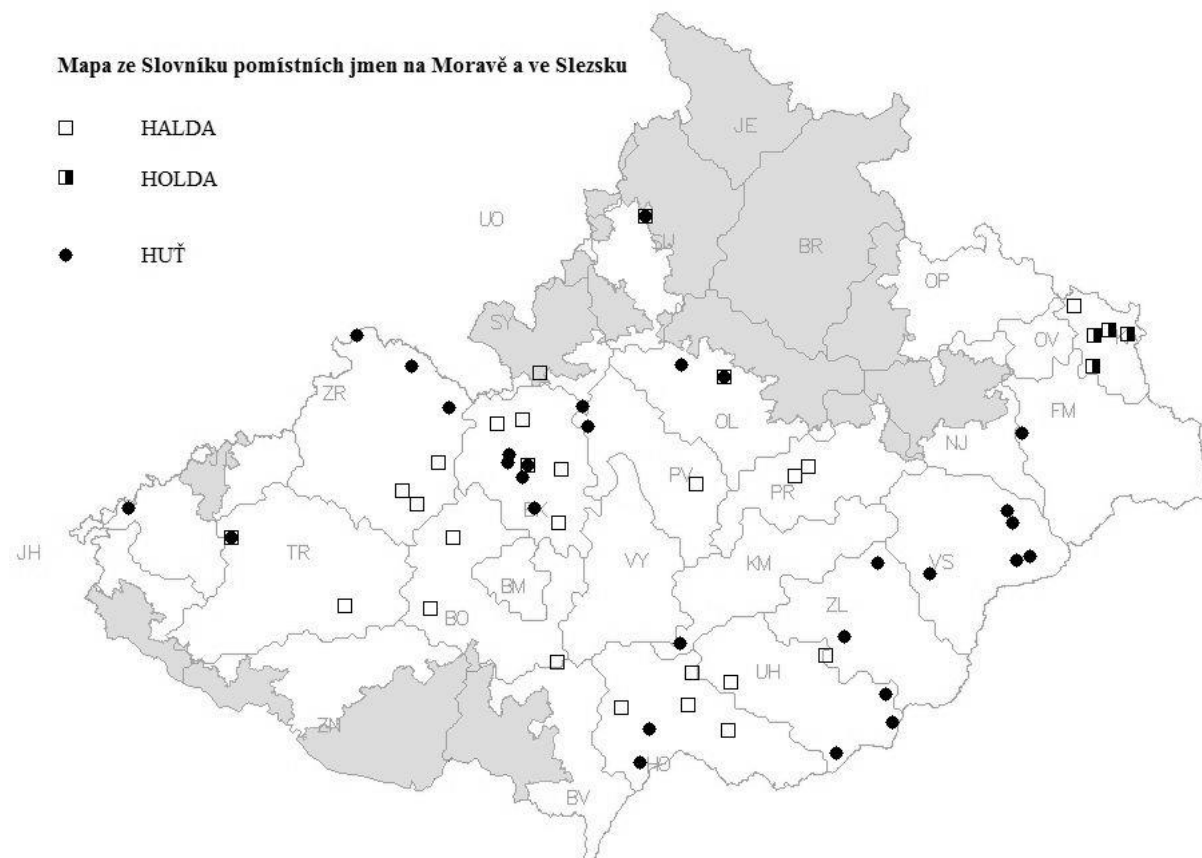 Mapa ze Slovníku pomístních jmen na Moravě a ve Slezsku
HALDA
HOLDA
HUŤ
JE
UO
SU
BR
OP
SY
OV
ZR
FM
OL
NJ
PV
PR
JH
TR
VY
KM
VS
BM
ZL
BO
UH
ZN
HO
BV